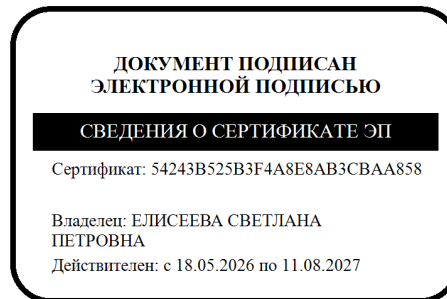 ДОКУМЕНТ ПОДПИСАН
ЭЛЕКТРОННОЙ ПОДПИСЬЮ
СВЕДЕНИЯ О СЕРТИФИКАТЕ ЭП
Сертификат: 54243B525B3F4A8E8AB3CBAA858
Владелец: ЕЛИСЕЕВА СВЕТЛАНА
ПЕТРОВНА
Действителен: с 18.05.2026 по 11.08.2027